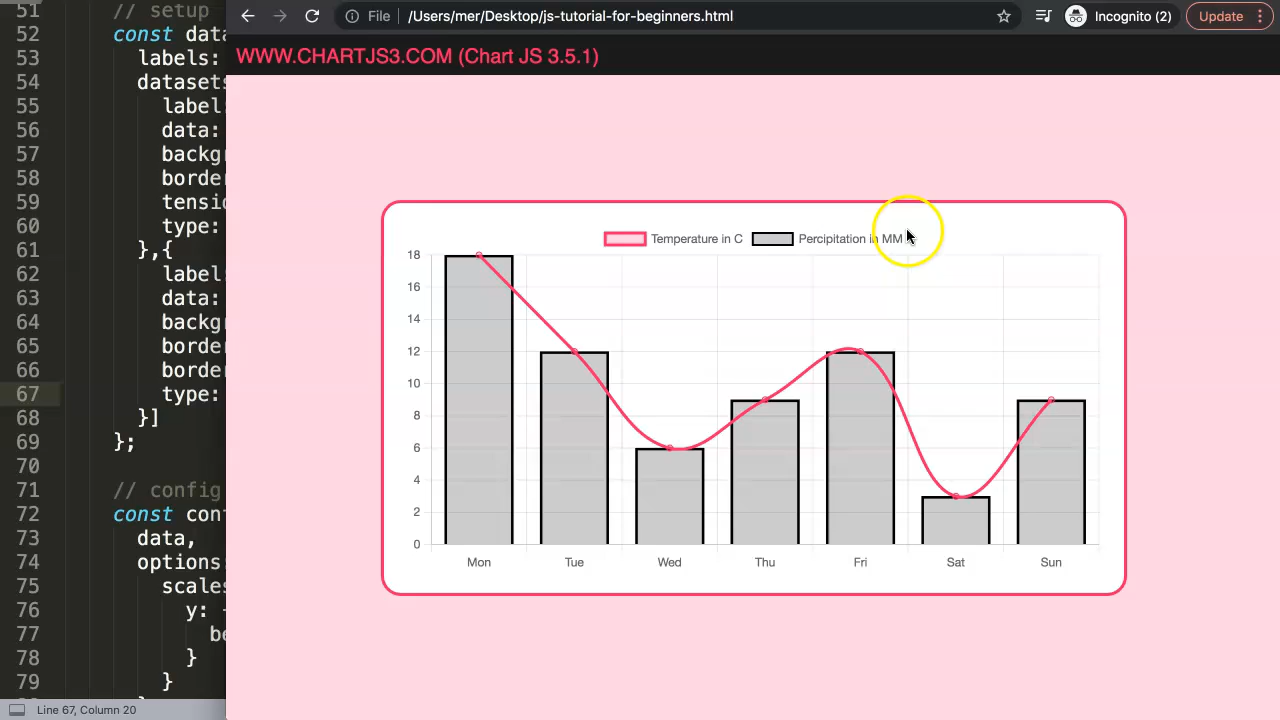 File
/Users/mer/Desktop/js-tutorial-for-beginners.html
Incognito (2)
Update
WWW.CHARTJS3.COM (Chart JS 3.5.1)
51 // setup
52 const data
53 labels:
54 datasets
55 label:
56 data:
57 backgr
58 border
59 tensio
60 type:
61 },{
62 label:
63 data:
64 backgr
65 border
66 border
67 type:
68 }]
69 };
70
71 // config
72 const con
73 data,
74 options:
75 scales
76 y: {
77 be
78 }
79 }
Line 67, Column 20
Temperature in C
Percipitation in MM
18
16
14
12
10
8
6
4
2
0
Mon Tue Wed Thu Fri Sat Sun